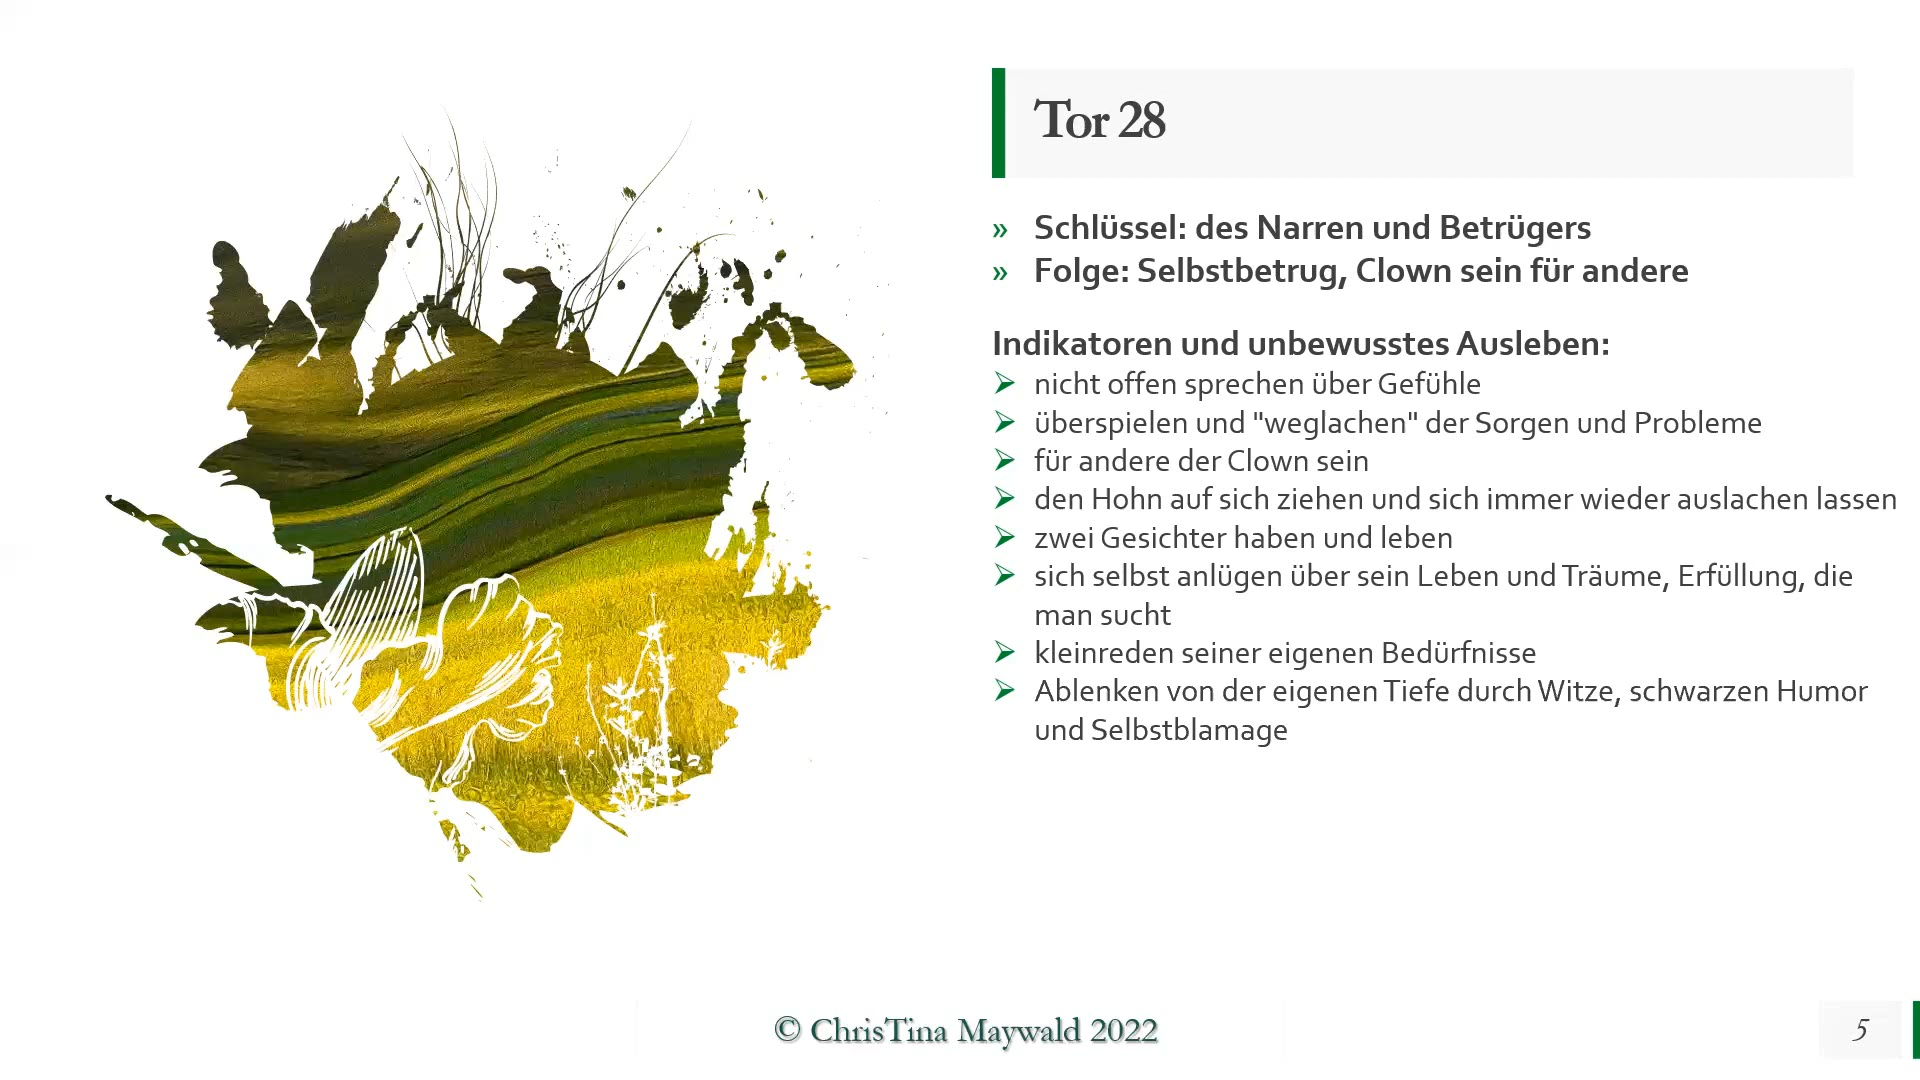 Tor 28
» Schlüssel: des Narren und Betrügers
» Folge: Selbstbetrug, Clown sein für andere
Indikatoren und unbewusstes Ausleben:
➢ nicht offen sprechen über Gefühle
➢ überspielen und "weglachen" der Sorgen und Probleme
➢ für andere der Clown sein
➢ den Hohn auf sich ziehen und sich immer wieder auslachen lassen
➢ zwei Gesichter haben und leben
➢ sich selbst anlügen über sein Leben und Träume, Erfüllung, die
man sucht
➢ kleinreden seiner eigenen Bedürfnisse
➢ Ablenken von der eigenen Tiefe durch Witze, schwarzen Humor
und Selbstblamage
© ChrisTina Maywald 2022
5